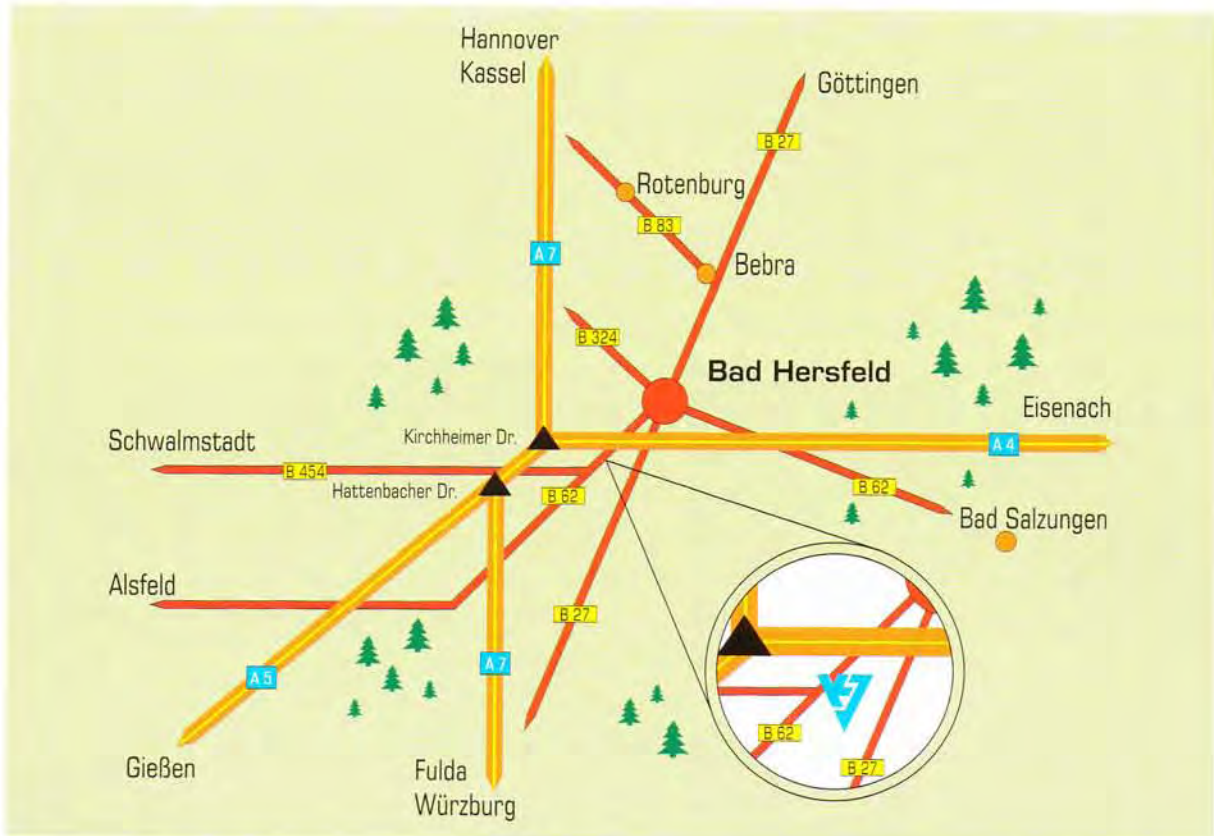 Hannover
Kassel
Göttingen
B 27
Rotenburg
B 83
A 7
Bebra
B 324
Bad Hersfeld
Eisenach
Schwalmstadt
Kirchheimer Dr.
A 4
B 454
Hattenbacher Dr.
B 62
B 62
Bad Salzungen
Alsfeld
B 27
A 5
A 7
B 62
B 27
Gießen
Fulda
Würzburg